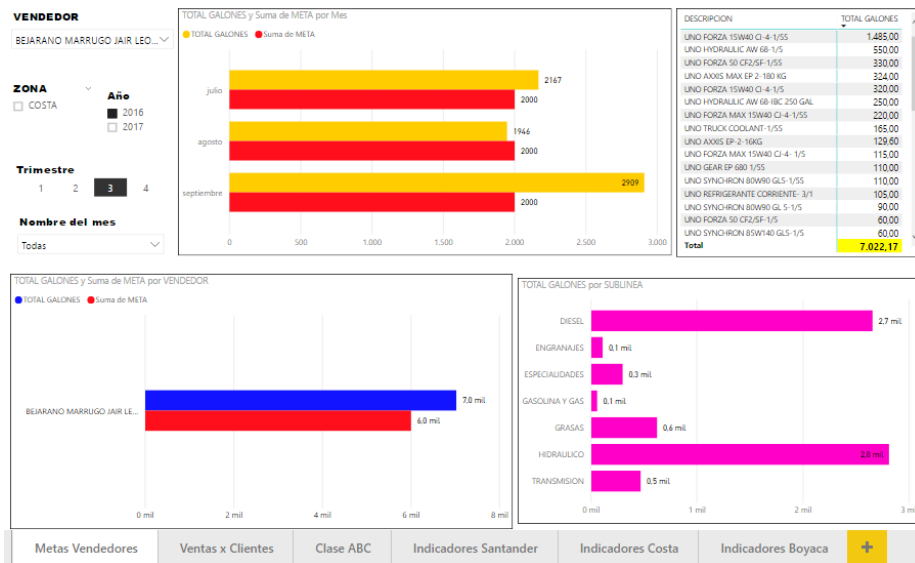 VENDEDOR
BEJARANO MARRUGO JAIR LEO...
ZONA
COSTA
Año
2016
2017
Trimestre
1 2 3 4
Nombre del mes
Todas
TOTAL GALONES y Suma de META por Mes
TOTAL GALONES Suma de META
julio
2167
2000
agosto
1946
2000
septiembre
2909
2000
0 500 1.000 1.500 2.000 2.500 3.000
DESCRIPCION TOTAL GALONES
UNO FORZA 15W40 CI-4-1/55 1.485,00
UNO HYDRAULIC AW 68-1/5 550,00
UNO FORZA 50 CF2/SF-1/55 330,00
UNO AXXIS MAX EP 2-180 KG 324,00
UNO FORZA 15W40 CI-4-1/5 320,00
UNO HYDRAULIC AW 68-IBC 250 GAL 250,00
UNO FORZA MAX 15W40 CJ-4-1/55 220,00
UNO TRUCK COOLANT-1/55 165,00
UNO AXXIS EP-2-16KG 129,60
UNO FORZA MAX 15W40 CJ-4- 1/5 115,00
UNO GEAR EP 680 1/55 110,00
UNO SYNCHRON 80W90 GL5-1/55 110,00
UNO REFRIGERANTE CORRIENTE- 3/1 105,00
UNO SYNCHRON 80W90 GL 5-1/5 90,00
UNO FORZA 50 CF2/SF-1/5 60,00
UNO SYNCHRON 85W140 GL5-1/5 60,00
Total 7.022,17
TOTAL GALONES y Suma de META por VENDEDOR
TOTAL GALONES Suma de META
BEJARANO MARRUGO JAIR LE...
7,0 mil
6,0 mil
0 mil 2 mil 4 mil 6 mil 8 mil
TOTAL GALONES por SUBLINEA
DIESEL 2,7 mil
ENGRANAJES 0,1 mil
ESPECIALIDADES 0,3 mil
GASOLINA Y GAS 0,1 mil
GRASAS 0,6 mil
HIDRAULICO 2,8 mil
TRANSMISION 0,5 mil
0 mil 1 mil 2 mil 3 mil
Metas Vendedores Ventas x Clientes Clase ABC Indicadores Santander Indicadores Costa Indicadores Boyaca +